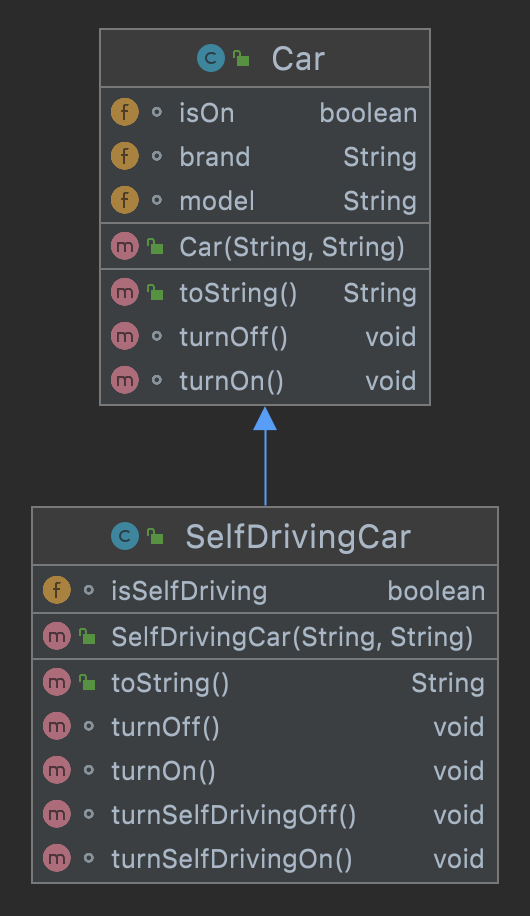 Car
isOn boolean
brand String
model String
Car(String, String)
toString() String
turnOff() void
turnOn() void
SelfDrivingCar
isSelfDriving boolean
SelfDrivingCar(String, String)
toString() String
turnOff() void
turnOn() void
turnSelfDrivingOff() void
turnSelfDrivingOn() void